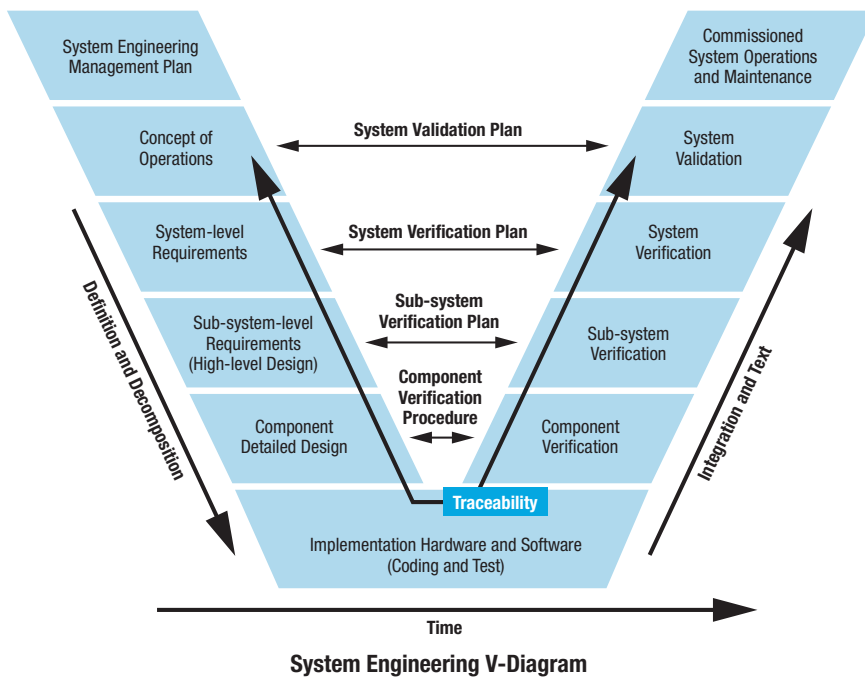 System Engineering
Management Plan
Commissioned
System Operations
and Maintenance
Concept of
Operations
System Validation Plan
System
Validation
System-level
Requirements
System Verification Plan
System
Verification
Sub-system-level
Requirements
(High-level Design)
Sub-system
Verification Plan
Sub-system
Verification
Component
Detailed Design
Component
Verification
Procedure
Component
Verification
Definition and Decomposition
Integration and Text
Traceability
Implementation Hardware and Software
(Coding and Test)
Time
System Engineering V-Diagram